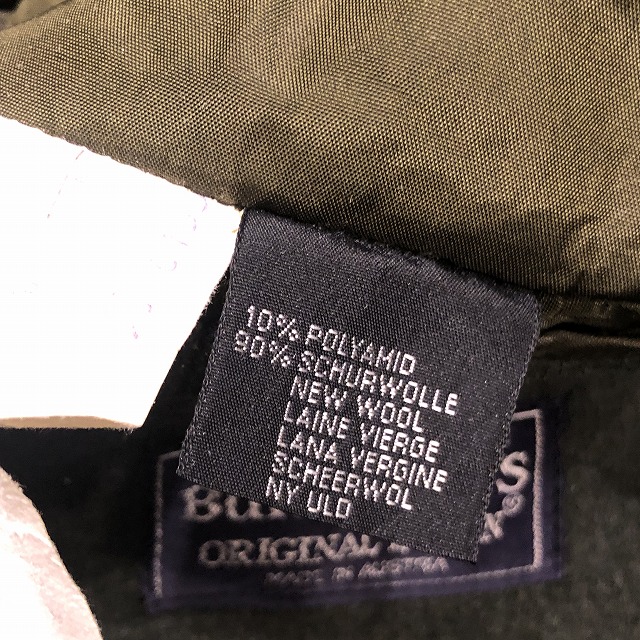 10% POLYAMID
90% SCHURWOLLE
NEW WOOL
LAINE VIERGE
LANA VERGINE
SCHEERWOL
NY ULD
ORIGINAL
MADE IN AUSTRIA